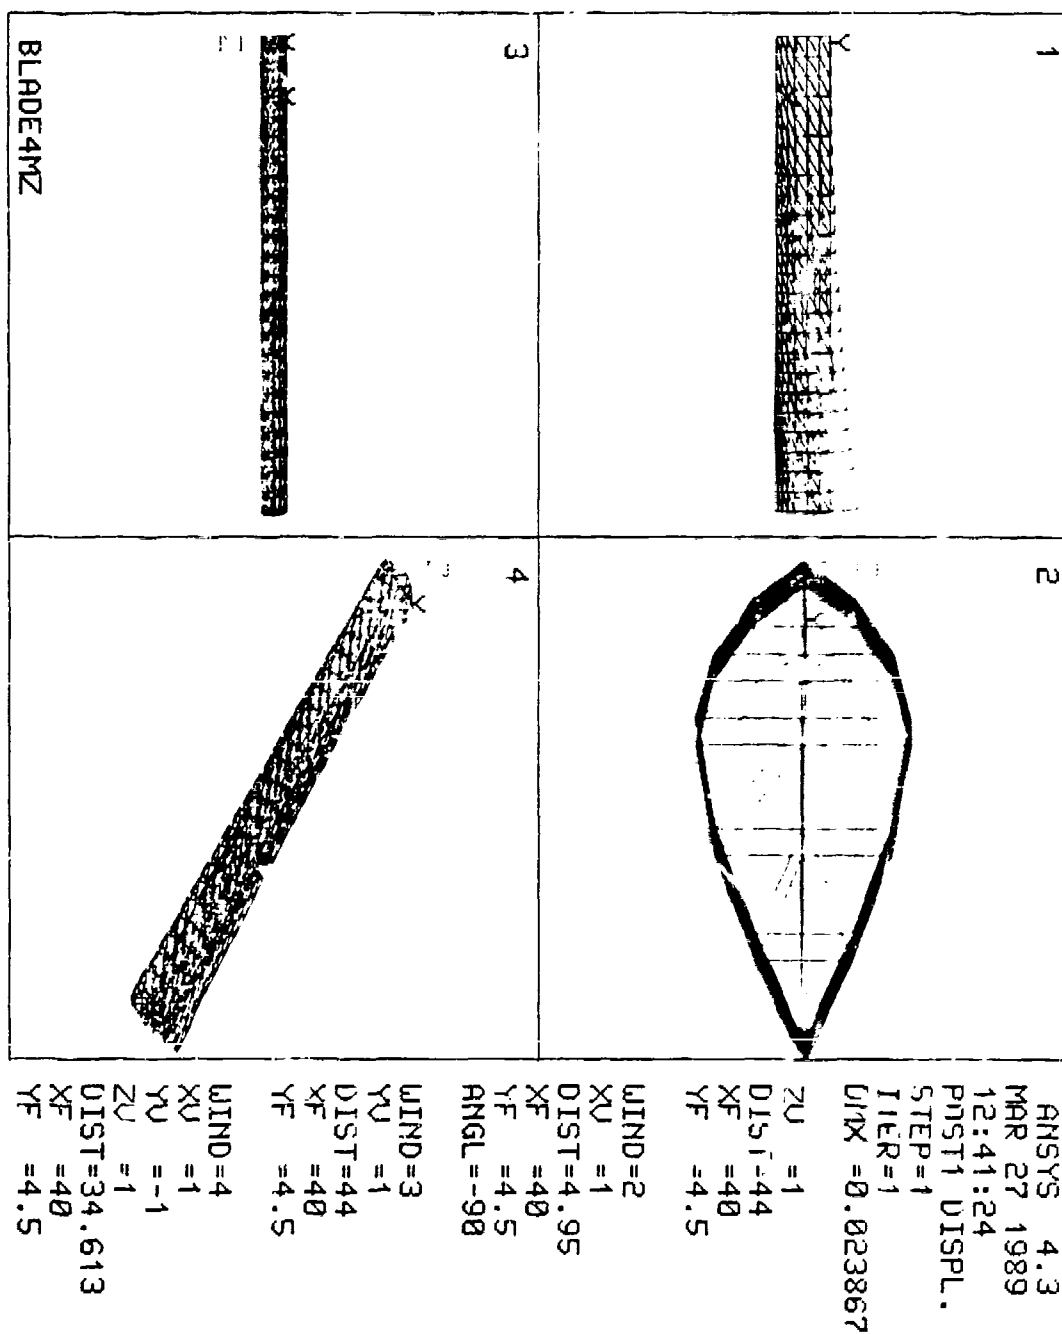 1
2
3
4
BLADE4MZ
ANSYS 4.3
MAR 27 1989
12:41:24
POST1 DISPL.
STEP=1
ITER=1
DMX =0.023867
ZV =1
DIST=44
XF =40
YF =4.5
WIND=2
XV =1
DIST=4.95
XF =40
YF =4.5
ANGL=-90
WIND=3
YV =1
DIST=44
XF =40
YF =4.5
WIND=4
XV =1
YV =-1
ZV =1
DIST=34.613
XF =40
YF =4.5